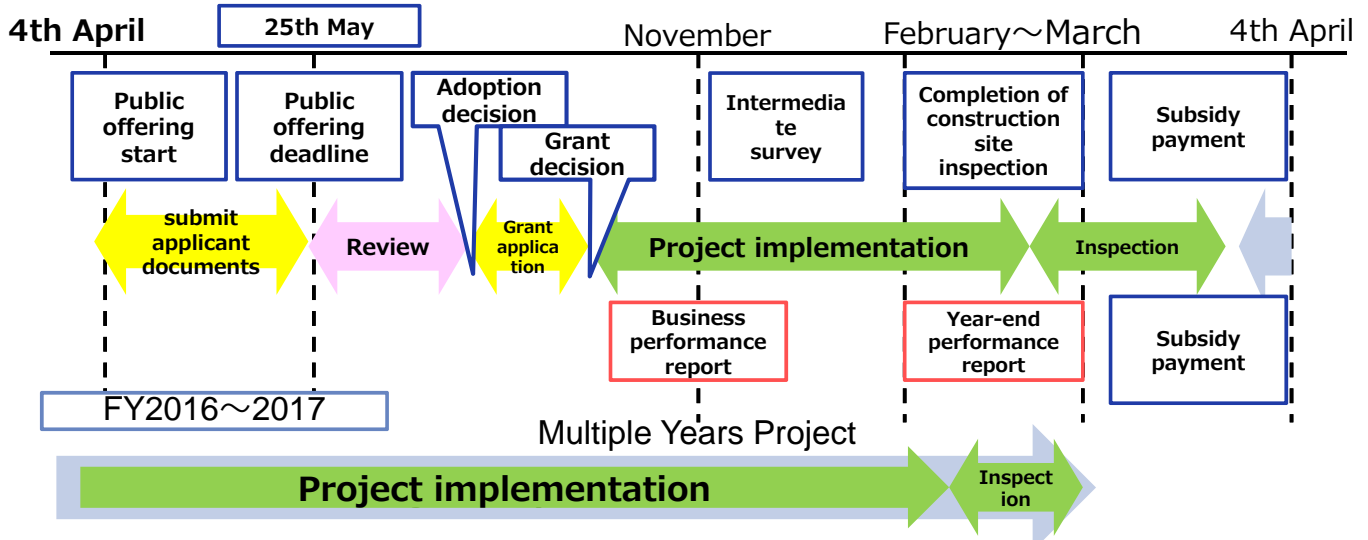 4th April
25th May
November
February～March
4th April
Public
offering
start
Public
offering
deadline
Adoption
decision
Grant
decision
Intermedia
te
survey
Completion of
construction
site
inspection
Subsidy
payment
submit
applicant
documents
Review
Grant
applica
tion
Project implementation
Inspection
Business
performance
report
Year-end
performance
report
Subsidy
payment
FY2016～2017
Multiple Years Project
Project implementation
Inspect
ion